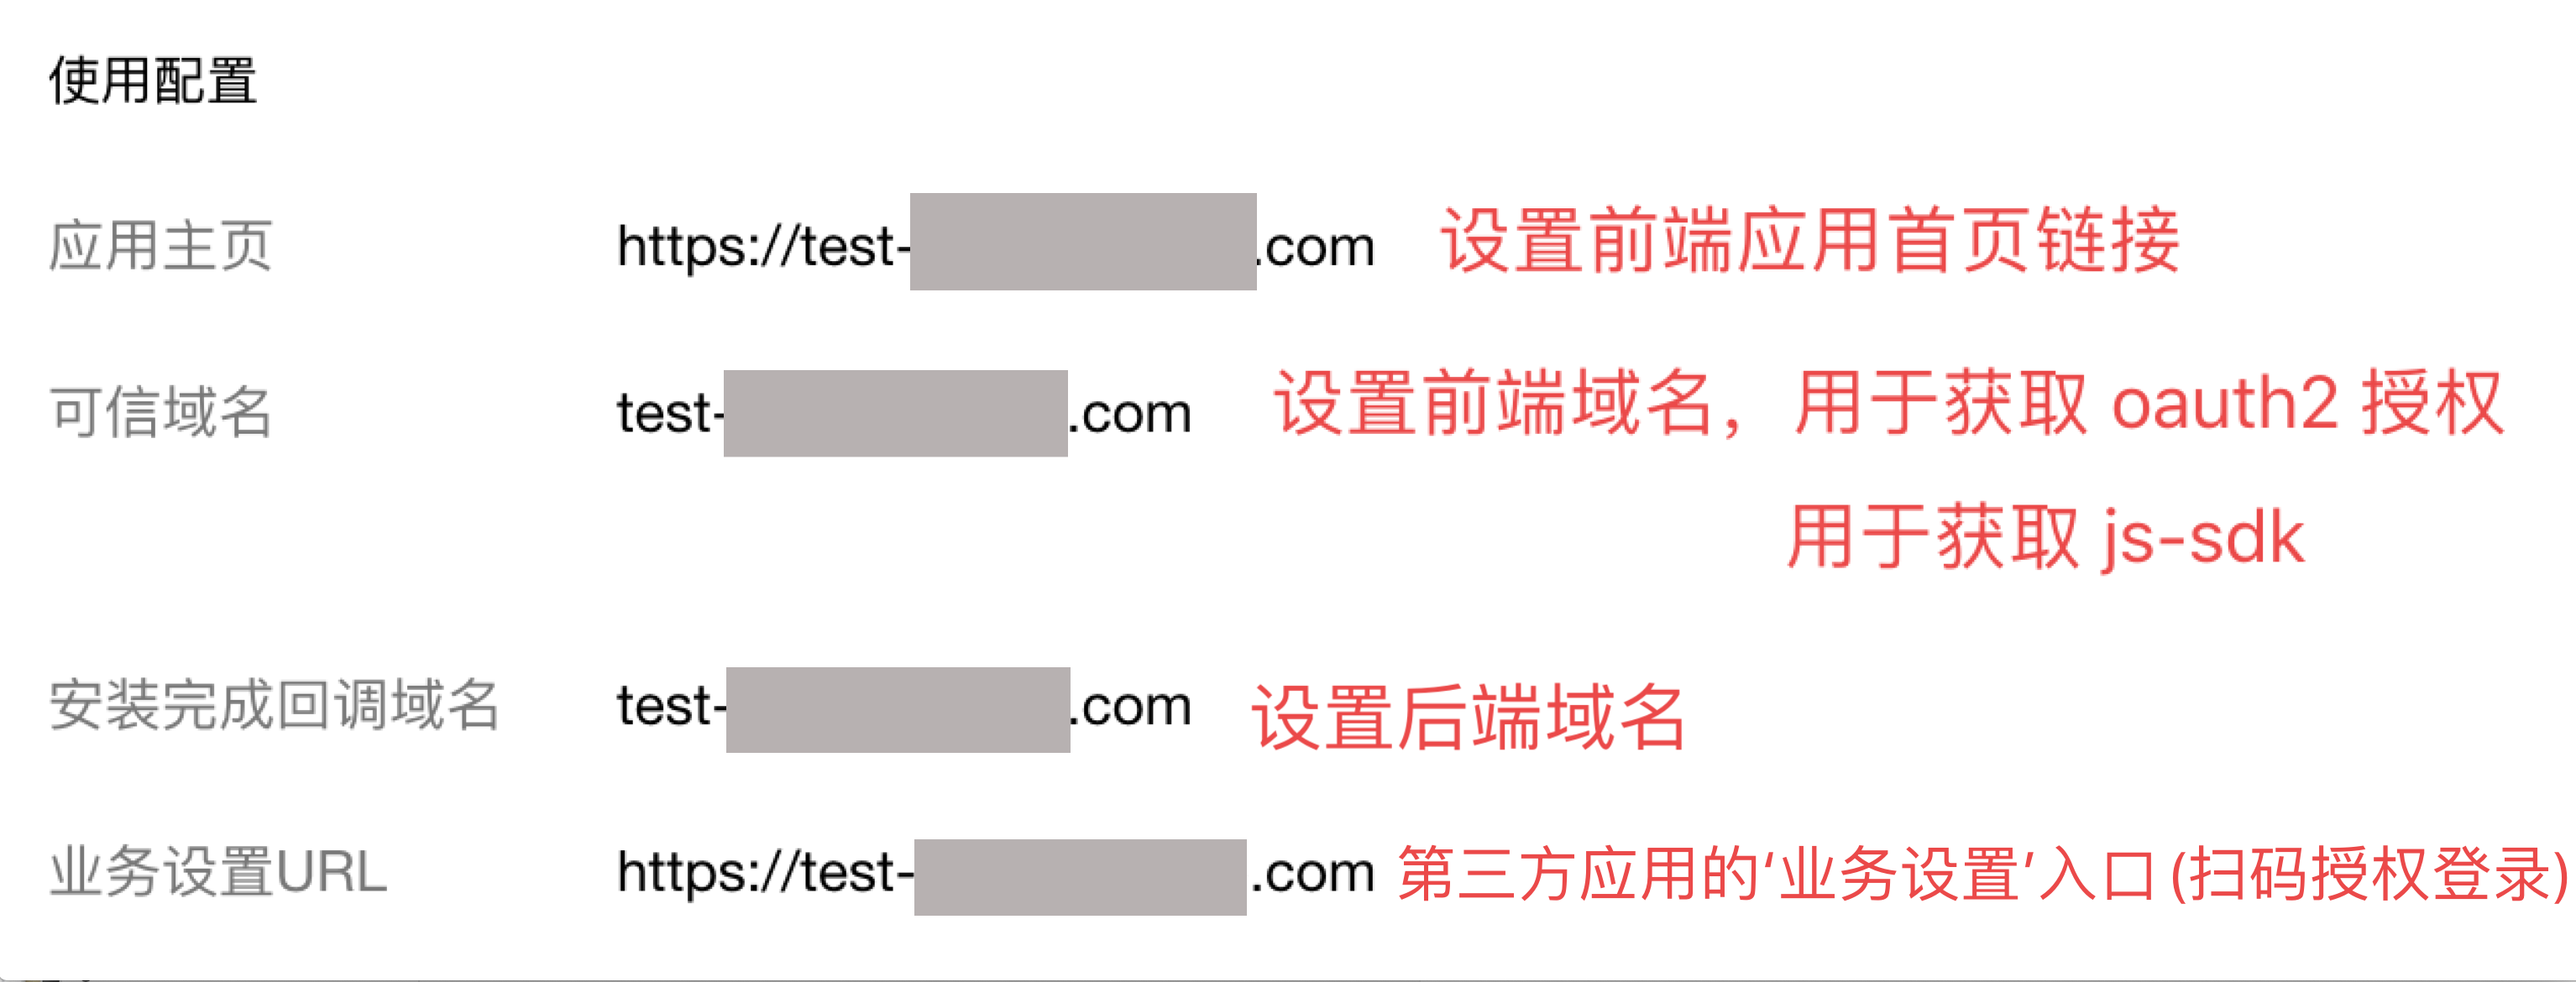 使用配置
应用主页 https://test- .com 设置前端应用首页链接
可信域名 test- .com 设置前端域名，用于获取 oauth2 授权
用于获取 js-sdk
安装完成回调域名 test- .com 设置后端域名
业务设置URL https://test- .com 第三方应用的‘业务设置’入口(扫码授权登录)